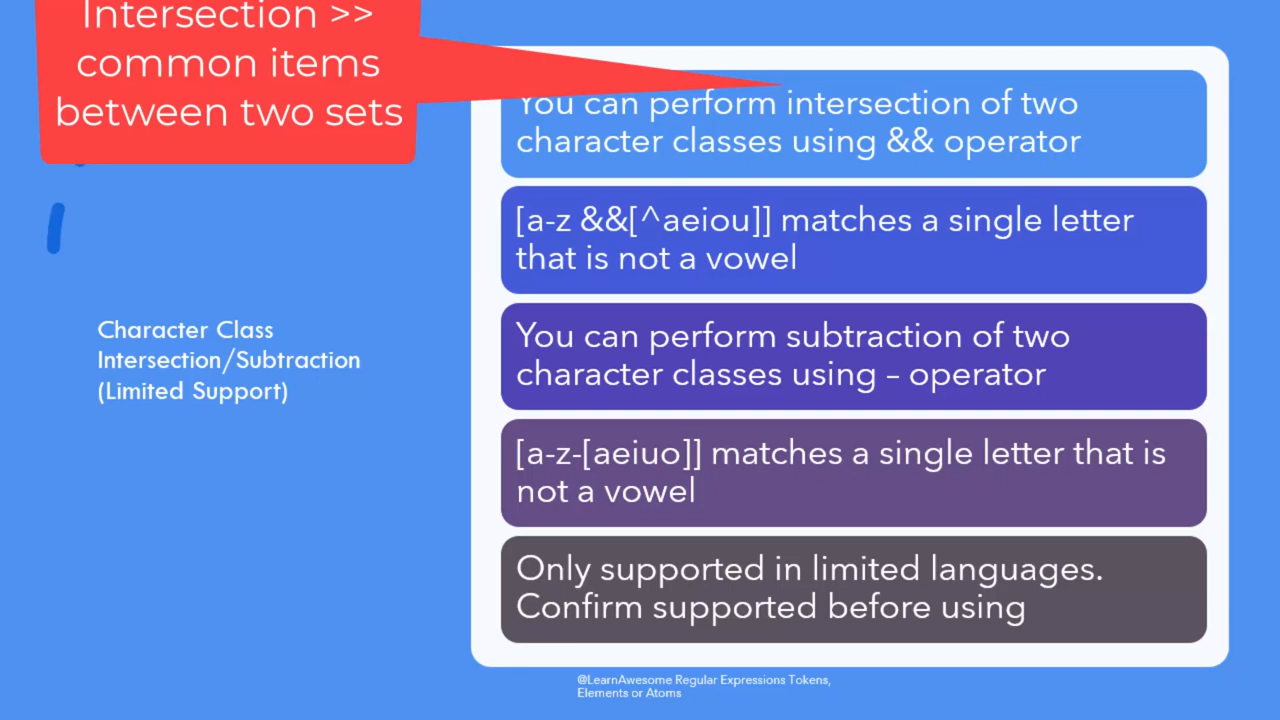 Intersection >>
common items
between two sets
You can perform intersection of two
character classes using && operator
[a-z &&[^aeiou]] matches a single letter
that is not a vowel
Character Class
Intersection/Subtraction
(Limited Support)
You can perform subtraction of two
character classes using – operator
[a-z-[aeiuo]] matches a single letter that is
not a vowel
Only supported in limited languages.
Confirm supported before using
@LearnAwesome Regular Expressions Tokens,
Elements or Atoms